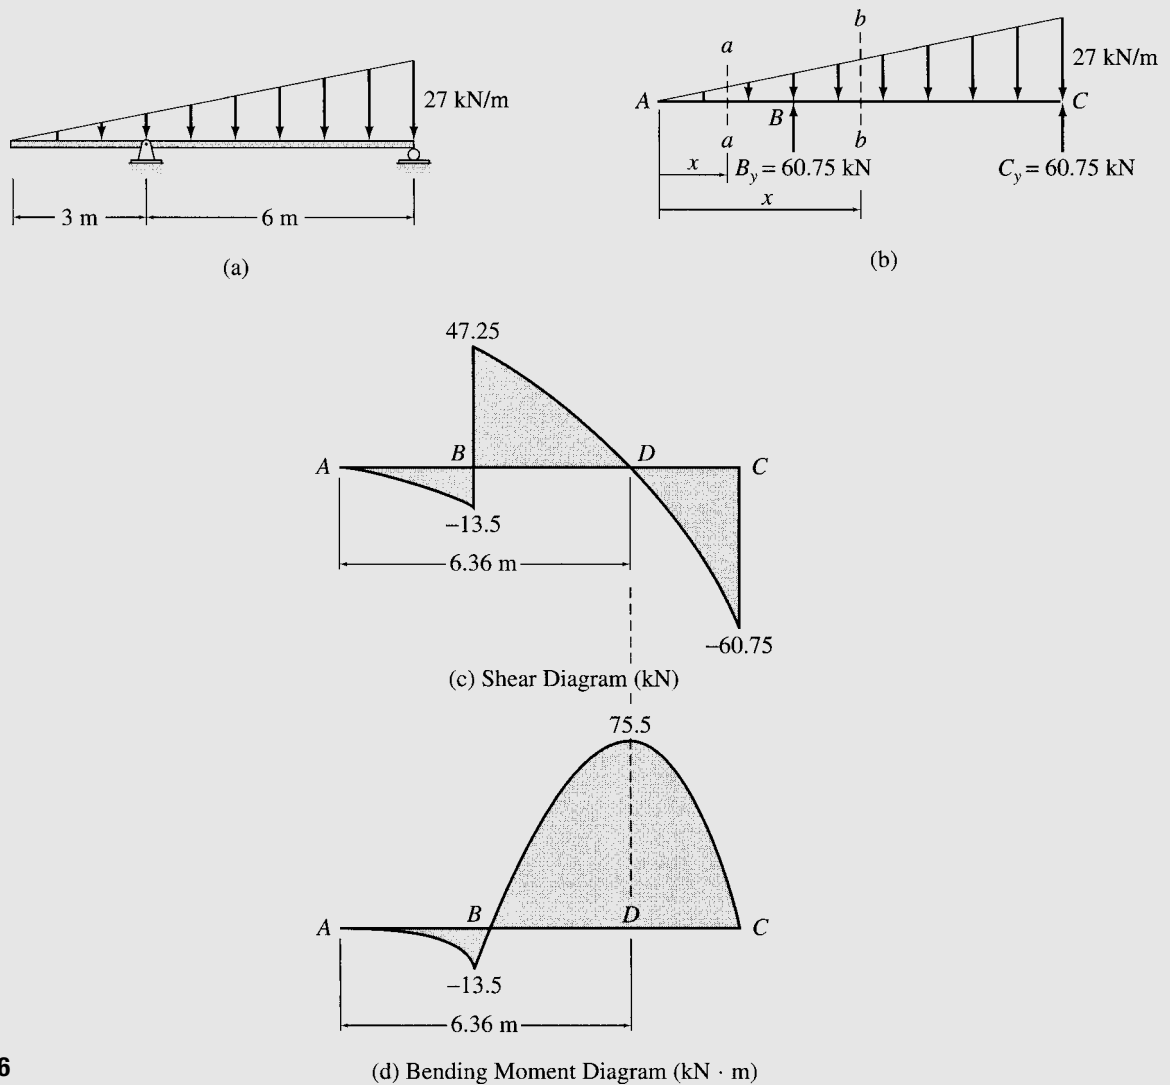 27 kN/m
3 m
6 m
(a)
b
a
27 kN/m
A
B
C
a
b
x
B_y = 60.75 kN
C_y = 60.75 kN
x
(b)
47.25
A
B
D
C
−13.5
6.36 m
−60.75
(c) Shear Diagram (kN)
75.5
A
B
D
C
−13.5
6.36 m
6
(d) Bending Moment Diagram (kN · m)